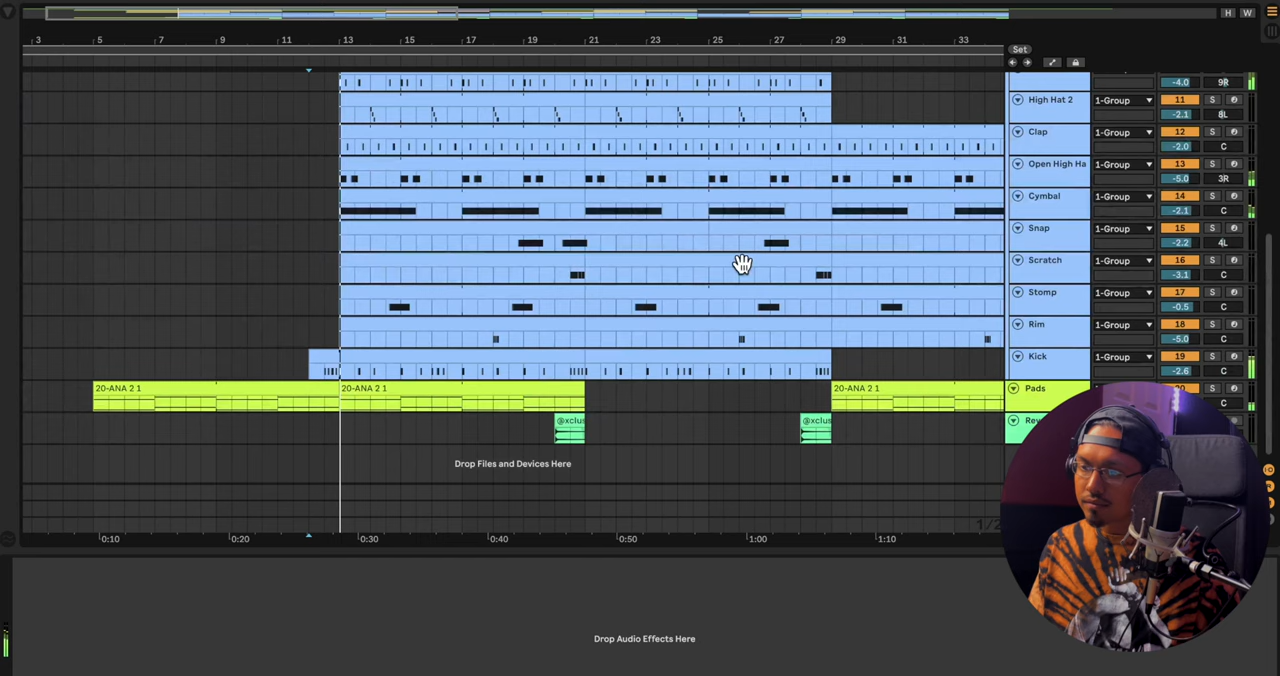 H W
3 5 7 9 11 13 15 17 19 21 23 25 27 29 31 33
Set
-4.0 9R
High Hat 2 1-Group 11 S
-2.1 8L
Clap 1-Group 12 S
-2.0 C
Open High Ha 1-Group 13 S
-5.0 3R
Cymbal 1-Group 14 S
-2.1 C
Snap 1-Group 15 S
-2.2 4L
Scratch 1-Group 16 S
-3.1 C
Stomp 1-Group 17 S
-0.5 C
Rim 1-Group 18 S
-5.0 C
Kick 1-Group 19 S
-2.6 C
20-ANA 2 1 20-ANA 2 1 20-ANA 2 1 Pads
C
@xclus @xclus Rev
Drop Files and Devices Here
0:10 0:20 0:30 0:40 0:50 1:00 1:10
Drop Audio Effects Here